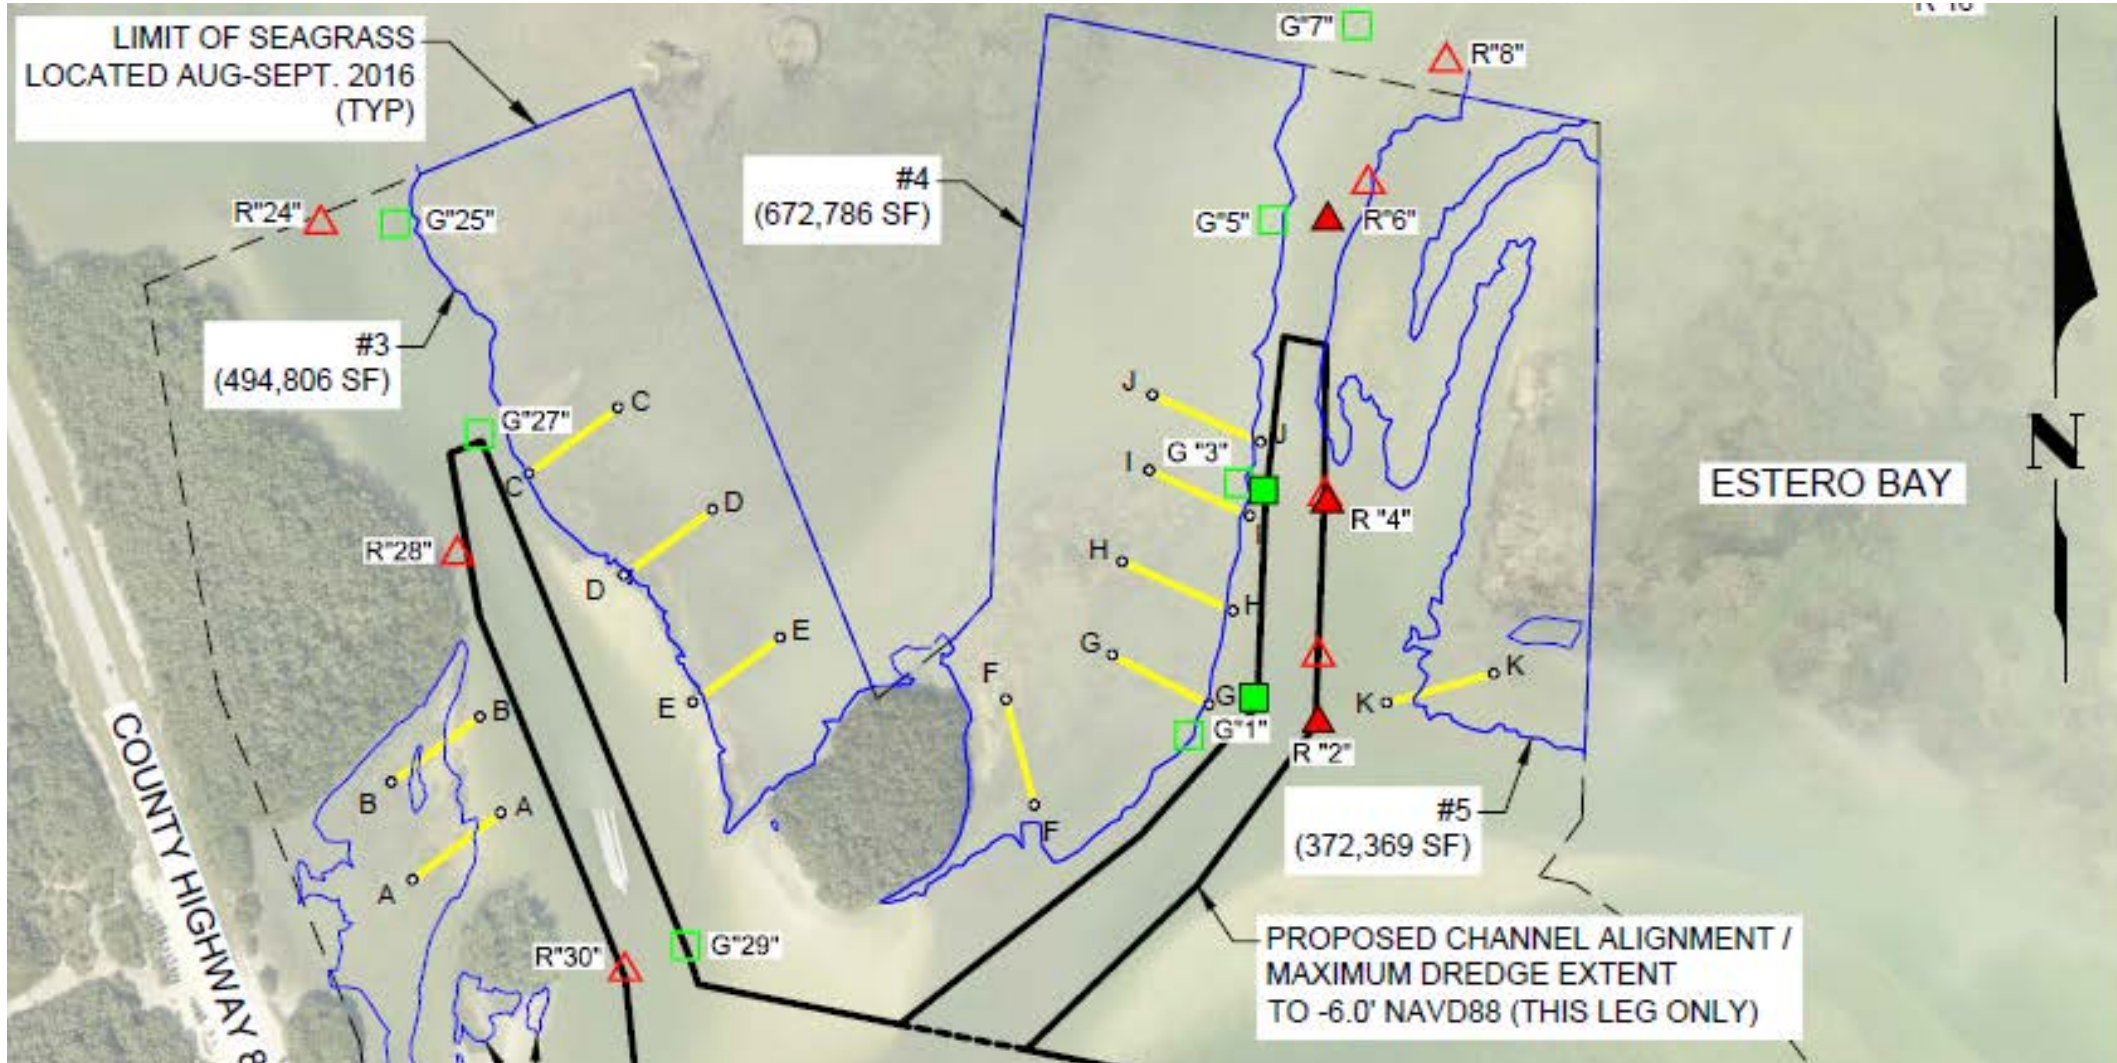 LIMIT OF SEAGRASS
LOCATED AUG-SEPT. 2016
(TYP)
G"7"
R"8"
#4
(672,786 SF)
R"24"
G"25"
G"5"
R"6"
#3
(494,806 SF)
C
G"27"
C
J
J
G "3"
I
I
ESTERO BAY
N
D
D
R"28"
R "4"
H
H
E
E
G
G
F
F
K
K
B
B
G"1"
R "2"
A
A
#5
(372,369 SF)
COUNTY HIGHWAY 8
R"30"
G"29"
PROPOSED CHANNEL ALIGNMENT /
MAXIMUM DREDGE EXTENT
TO -6.0' NAVD88 (THIS LEG ONLY)